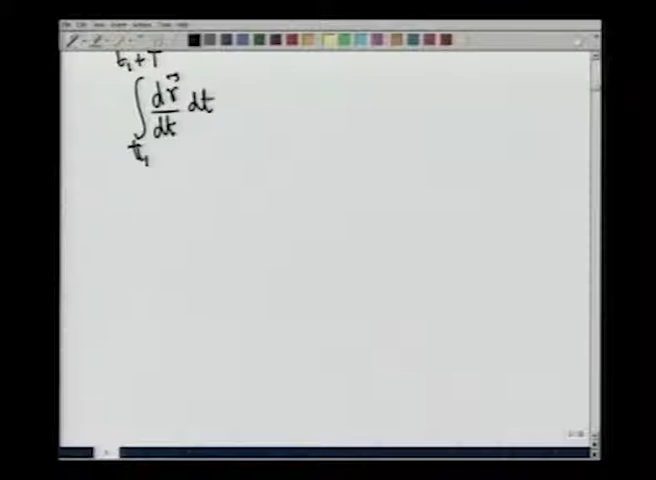 t₁ + T
∫ dr⃗/dt dt
t₁